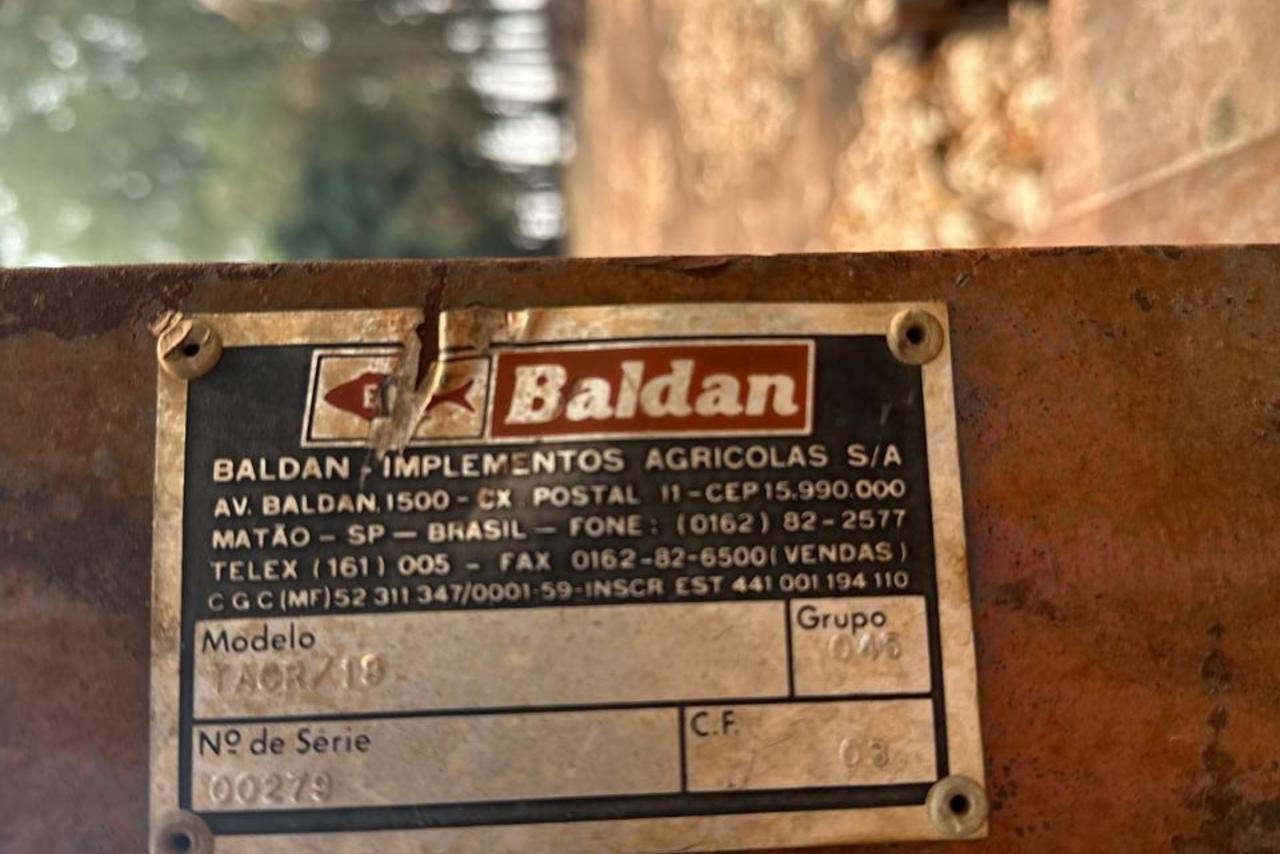 Baldan
BALDAN - IMPLEMENTOS AGRICOLAS S/A
AV. BALDAN, 1500 - CX POSTAL 11 - CEP 15.990.000
MATÃO - SP - BRASIL - FONE: (0162) 82-2577
TELEX (161) 005 - FAX 0162-82-6500 (VENDAS)
C G C (MF) 52 311 347/0001-59-INSCR EST 441 001 194 110
Modelo Grupo
045
Nº de Série C.F.
00279 03